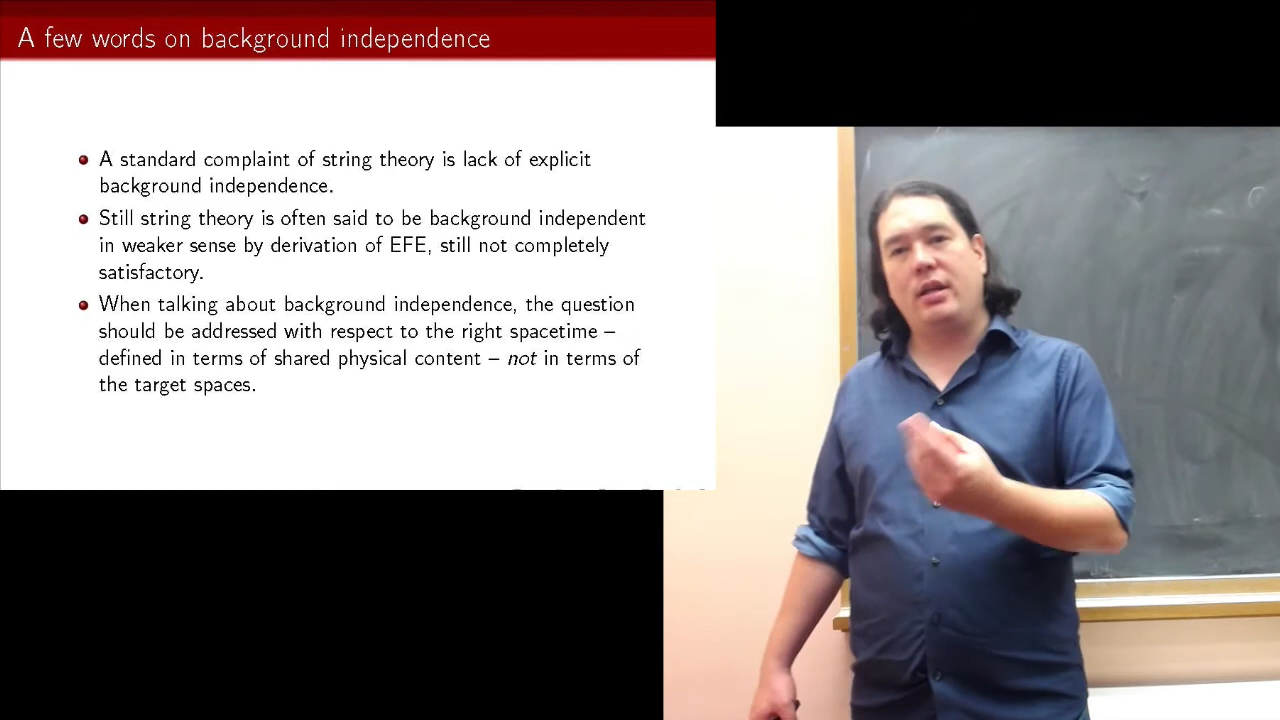 A few words on background independence
A standard complaint of string theory is lack of explicit
background independence.
Still string theory is often said to be background independent
in weaker sense by derivation of EFE, still not completely
satisfactory.
When talking about background independence, the question
should be addressed with respect to the right spacetime –
defined in terms of shared physical content – not in terms of
the target spaces.